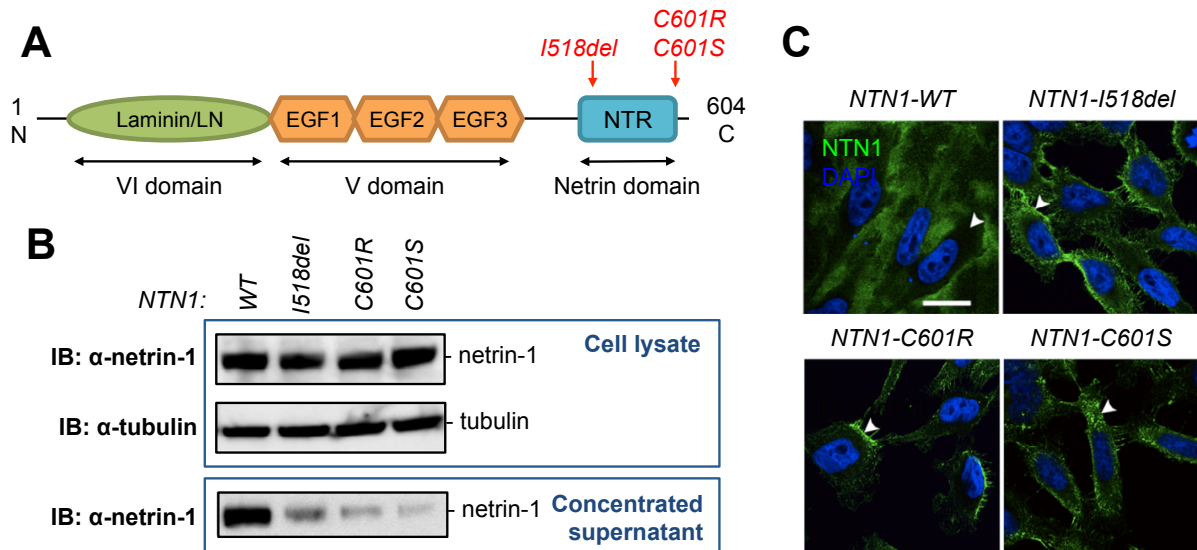 A
C601R
I518del C601S
1
N
Laminin/LN
EGF1
EGF2
EGF3
NTR
604
C
VI domain
V domain
Netrin domain
B
NTN1:
WT
I518del
C601R
C601S
IB: α-netrin-1
- netrin-1
Cell lysate
IB: α-tubulin
- tubulin
IB: α-netrin-1
- netrin-1
Concentrated
supernatant
C
NTN1-WT
NTN1-I518del
NTN1
DAPI
NTN1-C601R
NTN1-C601S